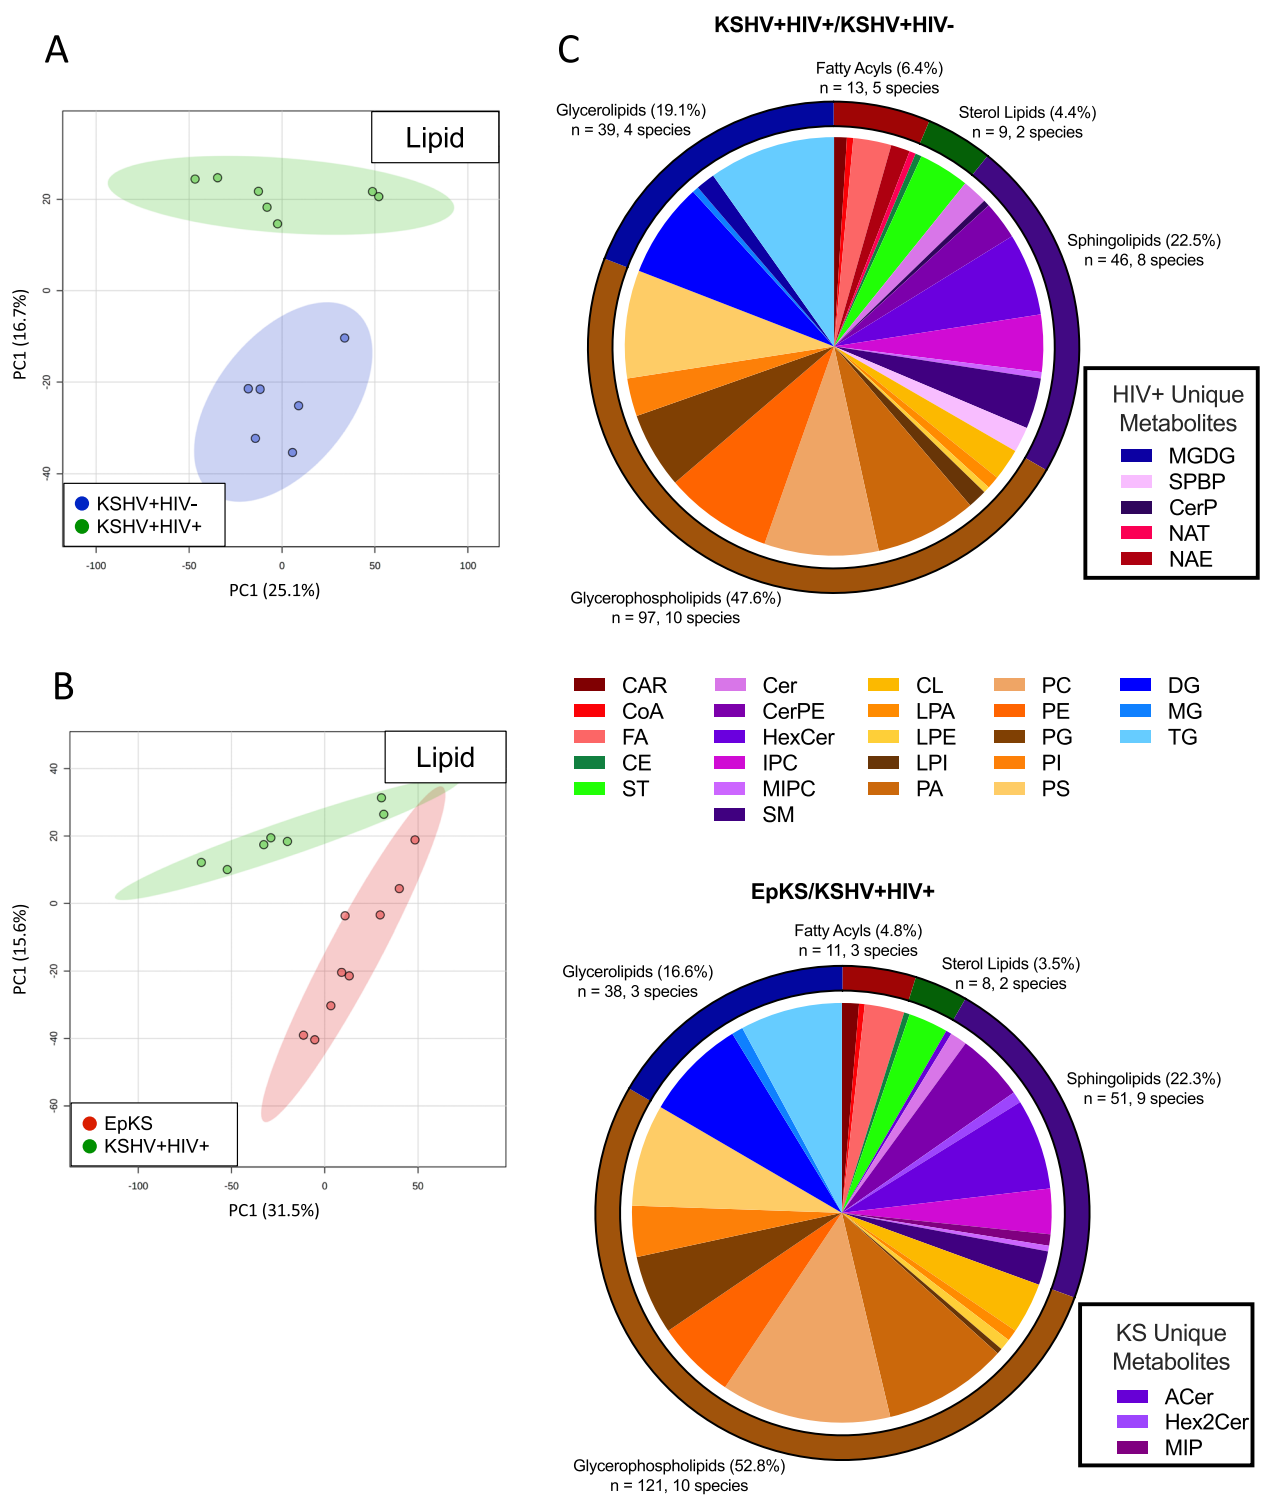 A
Lipid
20
0
20
40
PC1 (16.7%)
KSHV+HIV-
KSHV+HIV+
-100
-50
0
50
100
PC1 (25.1%)
B
Lipid
40
20
0
-20
-40
-60
PC1 (15.6%)
EpKS
KSHV+HIV+
-100
-50
0
50
PC1 (31.5%)
C
KSHV+HIV+/KSHV+HIV-
Fatty Acyls (6.4%)
n = 13, 5 species
Glycerolipids (19.1%)
n = 39, 4 species
Sterol Lipids (4.4%)
n = 9, 2 species
Sphingolipids (22.5%)
n = 46, 8 species
Glycerophospholipids (47.6%)
n = 97, 10 species
HIV+ Unique
Metabolites
MGDG
SPBP
CerP
NAT
NAE
CAR
CoA
FA
CE
ST
Cer
CerPE
HexCer
IPC
MIPC
SM
CL
LPA
LPE
LPI
PA
PC
PE
PG
PI
PS
DG
MG
TG
EpKS/KSHV+HIV+
Fatty Acyls (4.8%)
n = 11, 3 species
Glycerolipids (16.6%)
n = 38, 3 species
Sterol Lipids (3.5%)
n = 8, 2 species
Sphingolipids (22.3%)
n = 51, 9 species
Glycerophospholipids (52.8%)
n = 121, 10 species
KS Unique
Metabolites
ACer
Hex2Cer
MIP